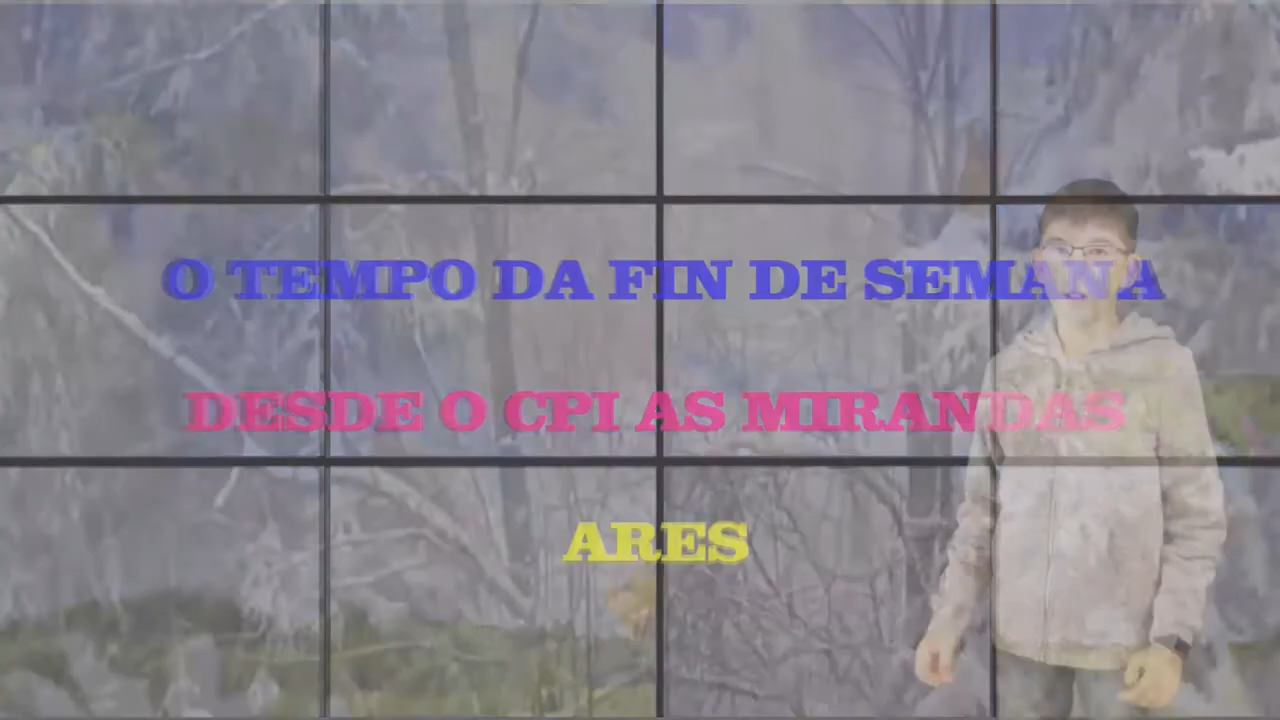 O TEMPO DA FIN DE SEMANA
DESDE O CPI AS MIRANDAS
ARES